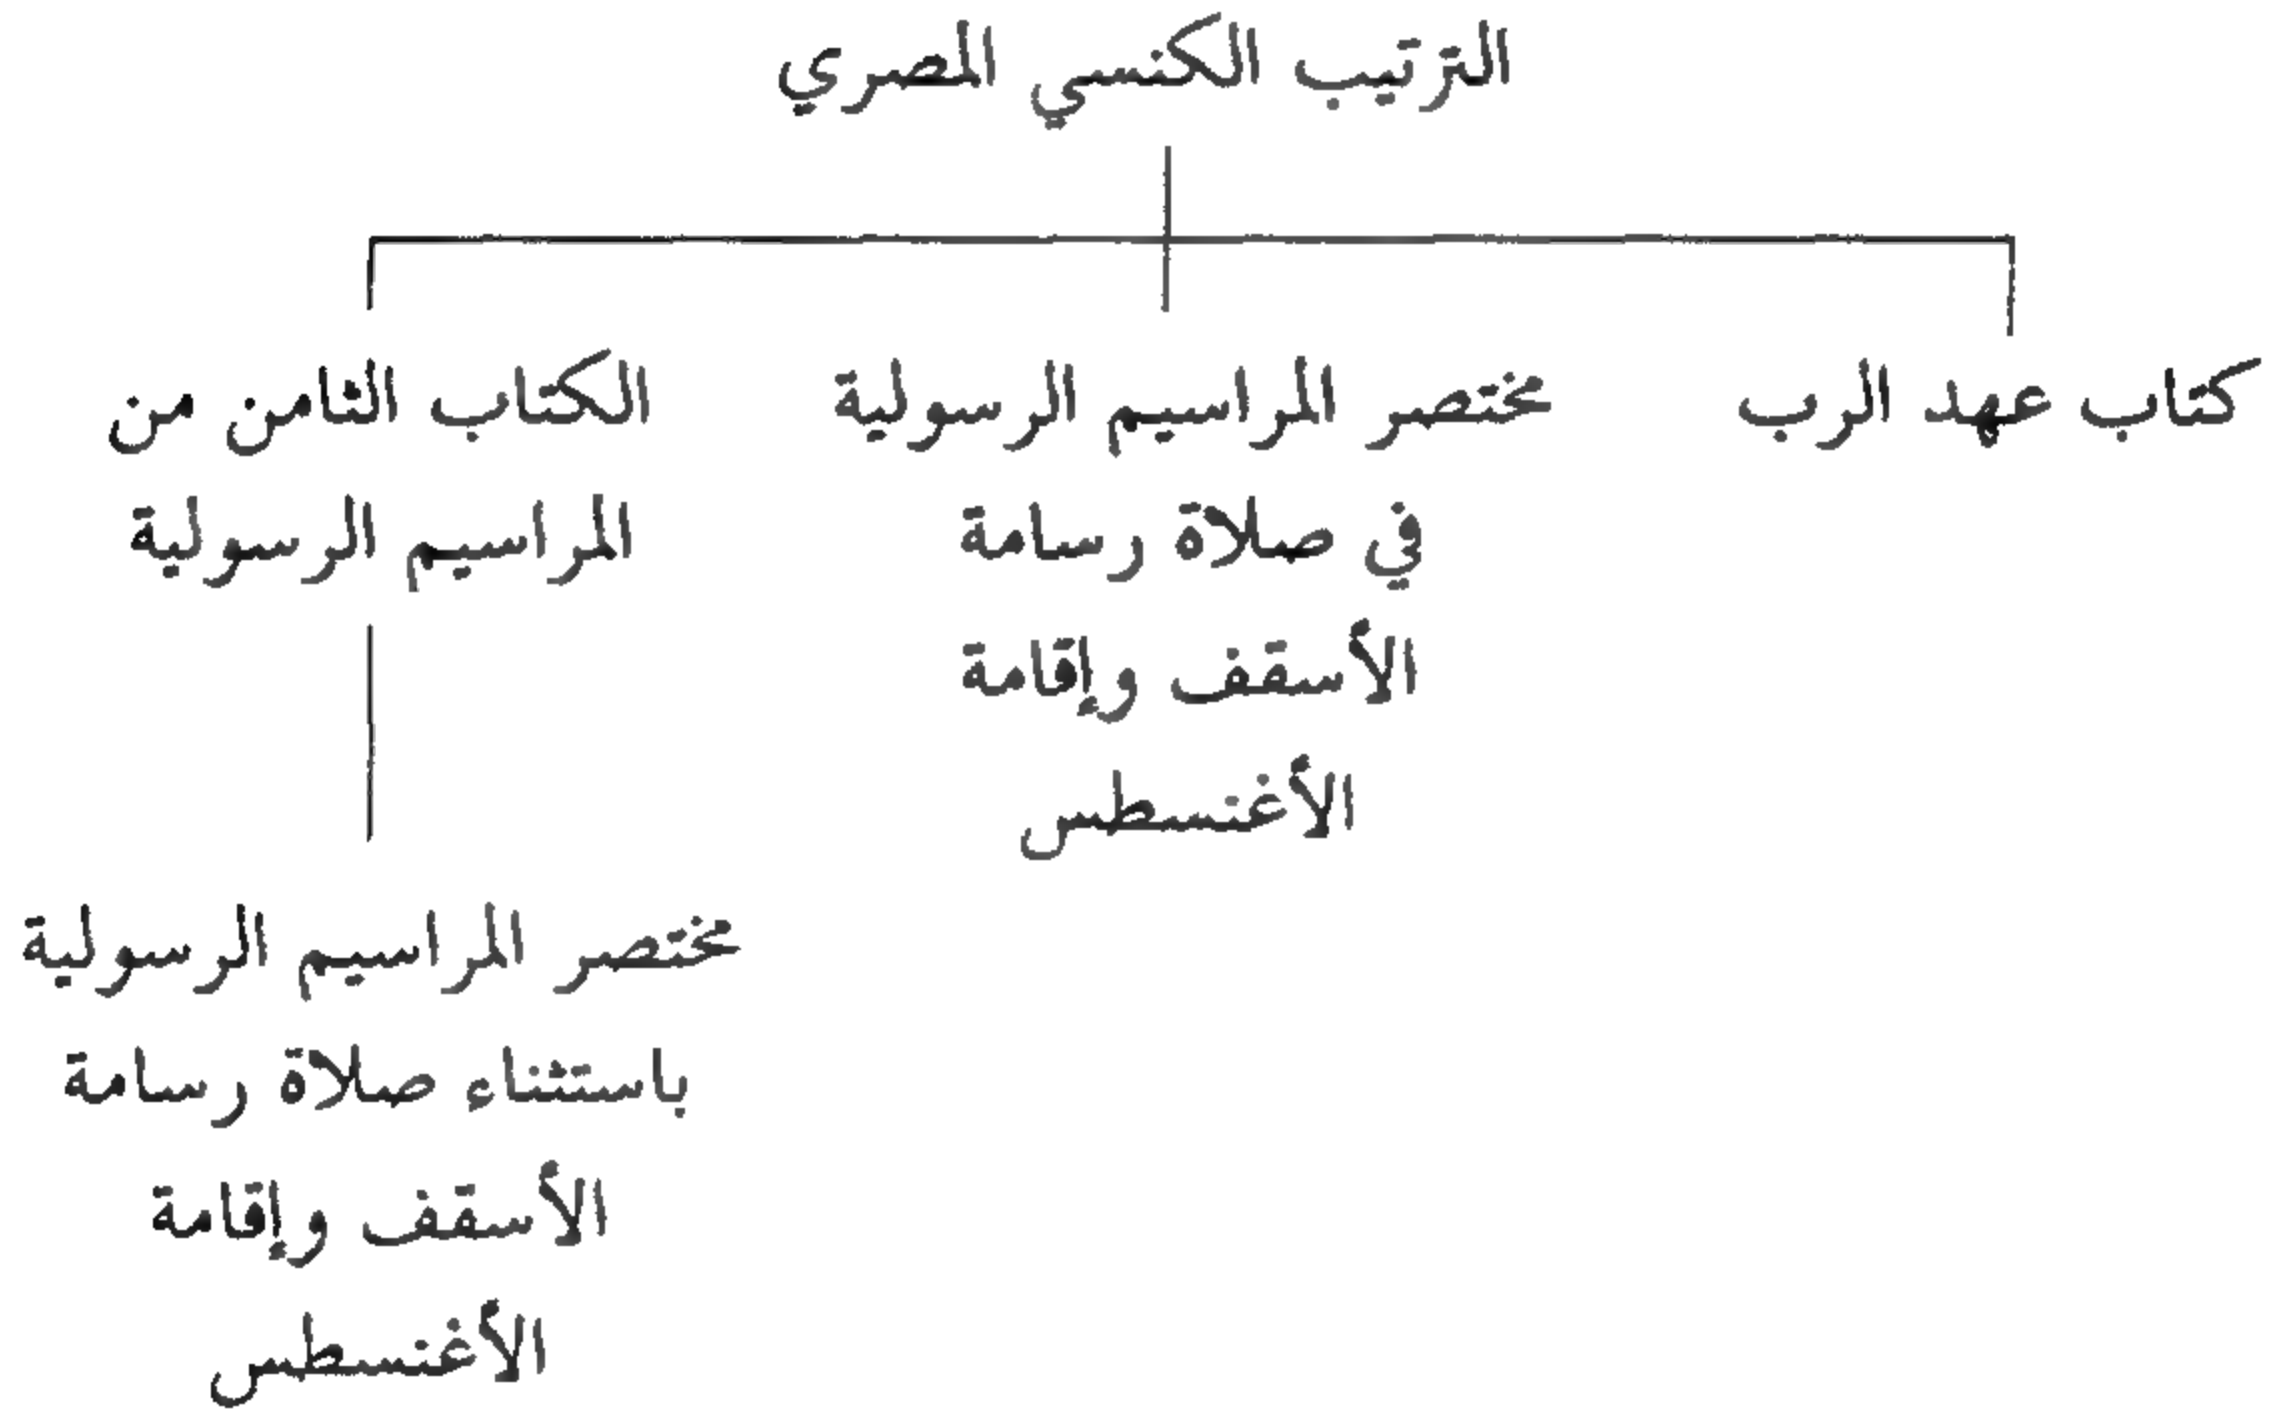 الترتيب الكنسي المصري
كتاب عهد الرب
مختصر المراسيم الرسولية
في صلاة رسامة
الأسقف وإقامة
الأغنسطس
الكتاب الثامن من
المراسيم الرسولية
مختصر المراسيم الرسولية
باستثناء صلاة رسامة
الأسقف وإقامة
الأغنسطس